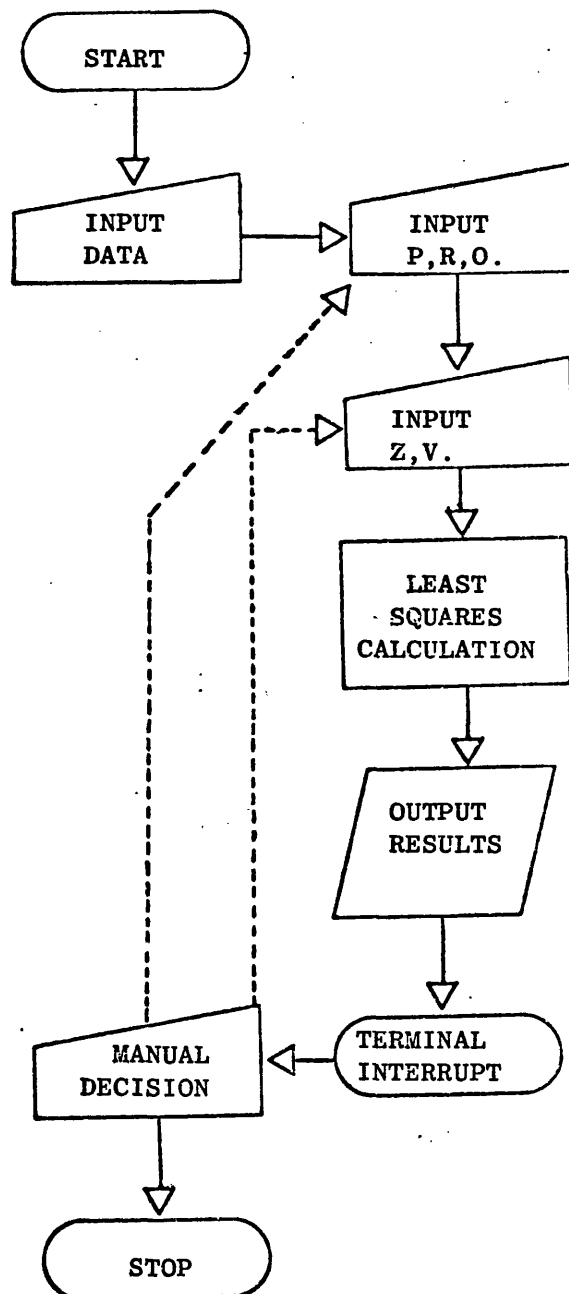 START
INPUT
DATA
INPUT
P,R,O.
INPUT
Z,V.
LEAST
SQUARES
CALCULATION
OUTPUT
RESULTS
TERMINAL
INTERRUPT
MANUAL
DECISION
STOP